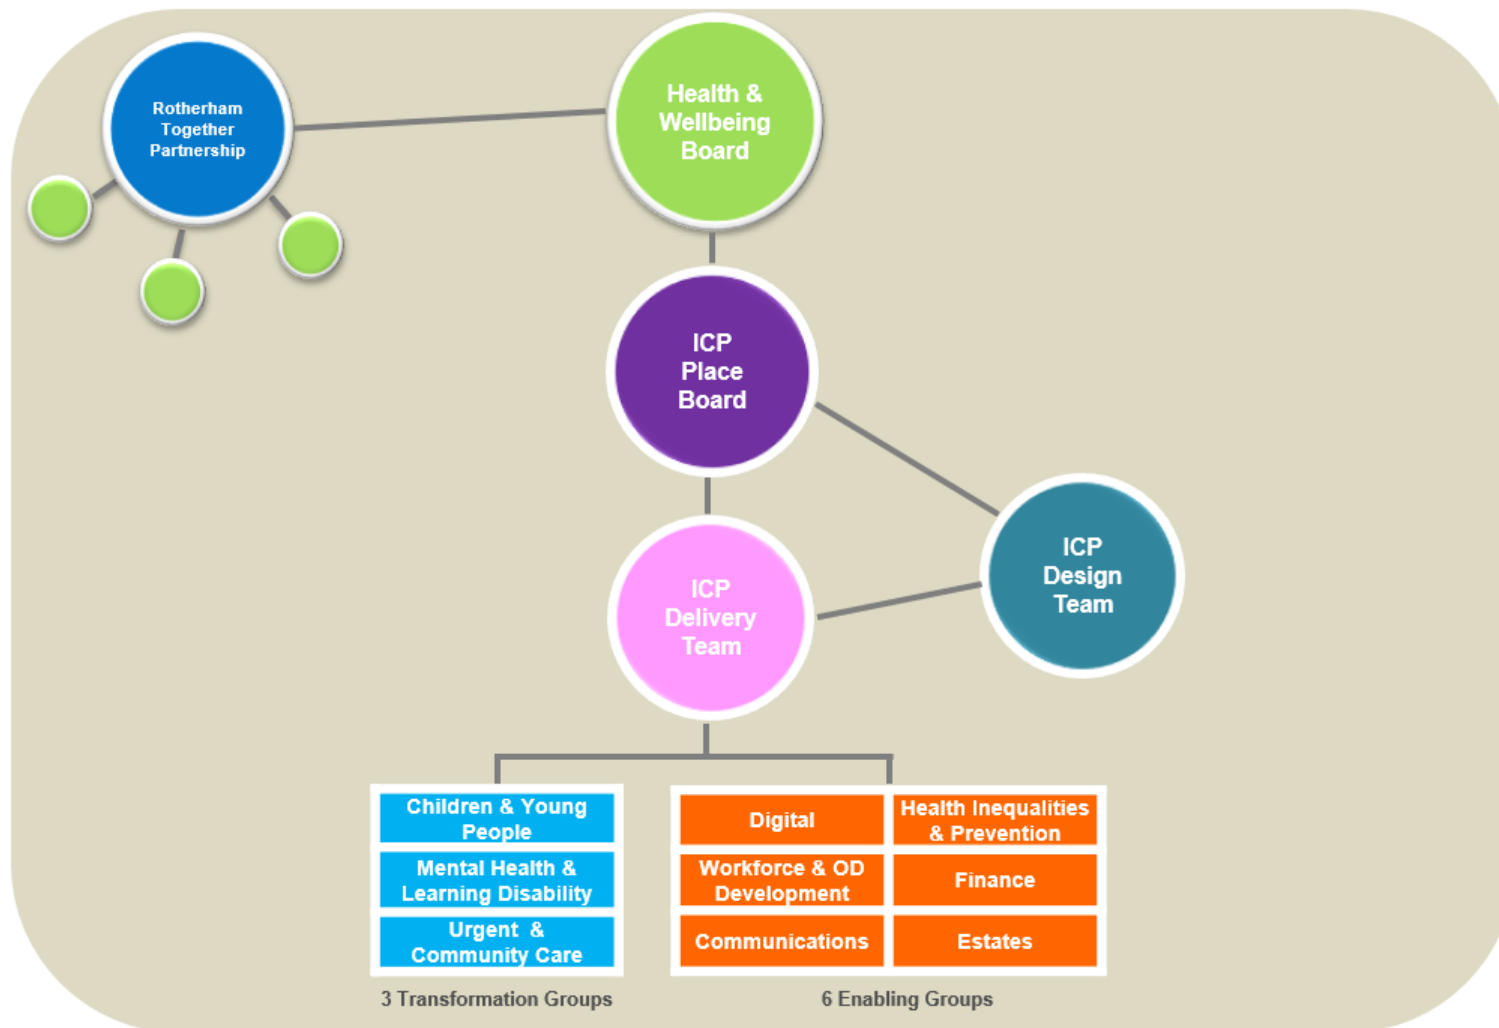 Rotherham
Together
Partnership
Health &
Wellbeing
Board
ICP
Place
Board
ICP
Design
Team
ICP
Delivery
Team
Children & Young
People
Mental Health &
Learning Disability
Urgent &
Community Care
3 Transformation Groups
Digital
Health Inequalities
& Prevention
Workforce & OD
Development
Finance
Communications
Estates
6 Enabling Groups